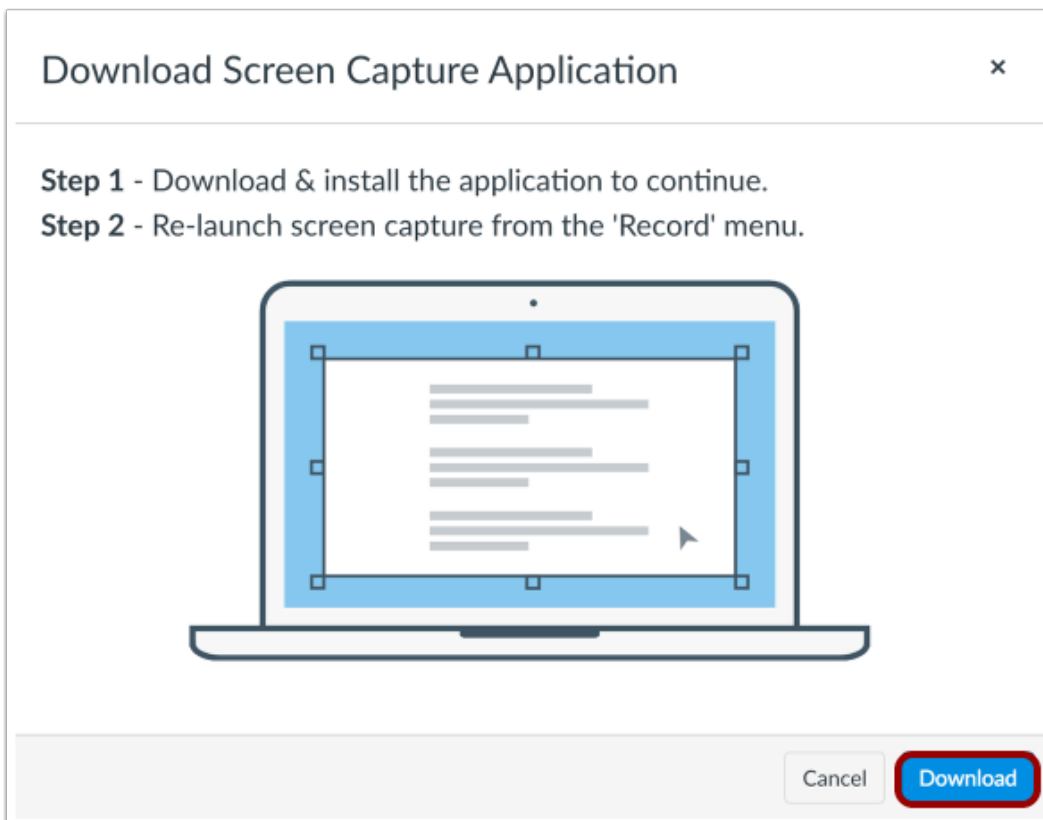 Download Screen Capture Application ×
Step 1 - Download & install the application to continue.
Step 2 - Re-launch screen capture from the 'Record' menu.
Cancel Download